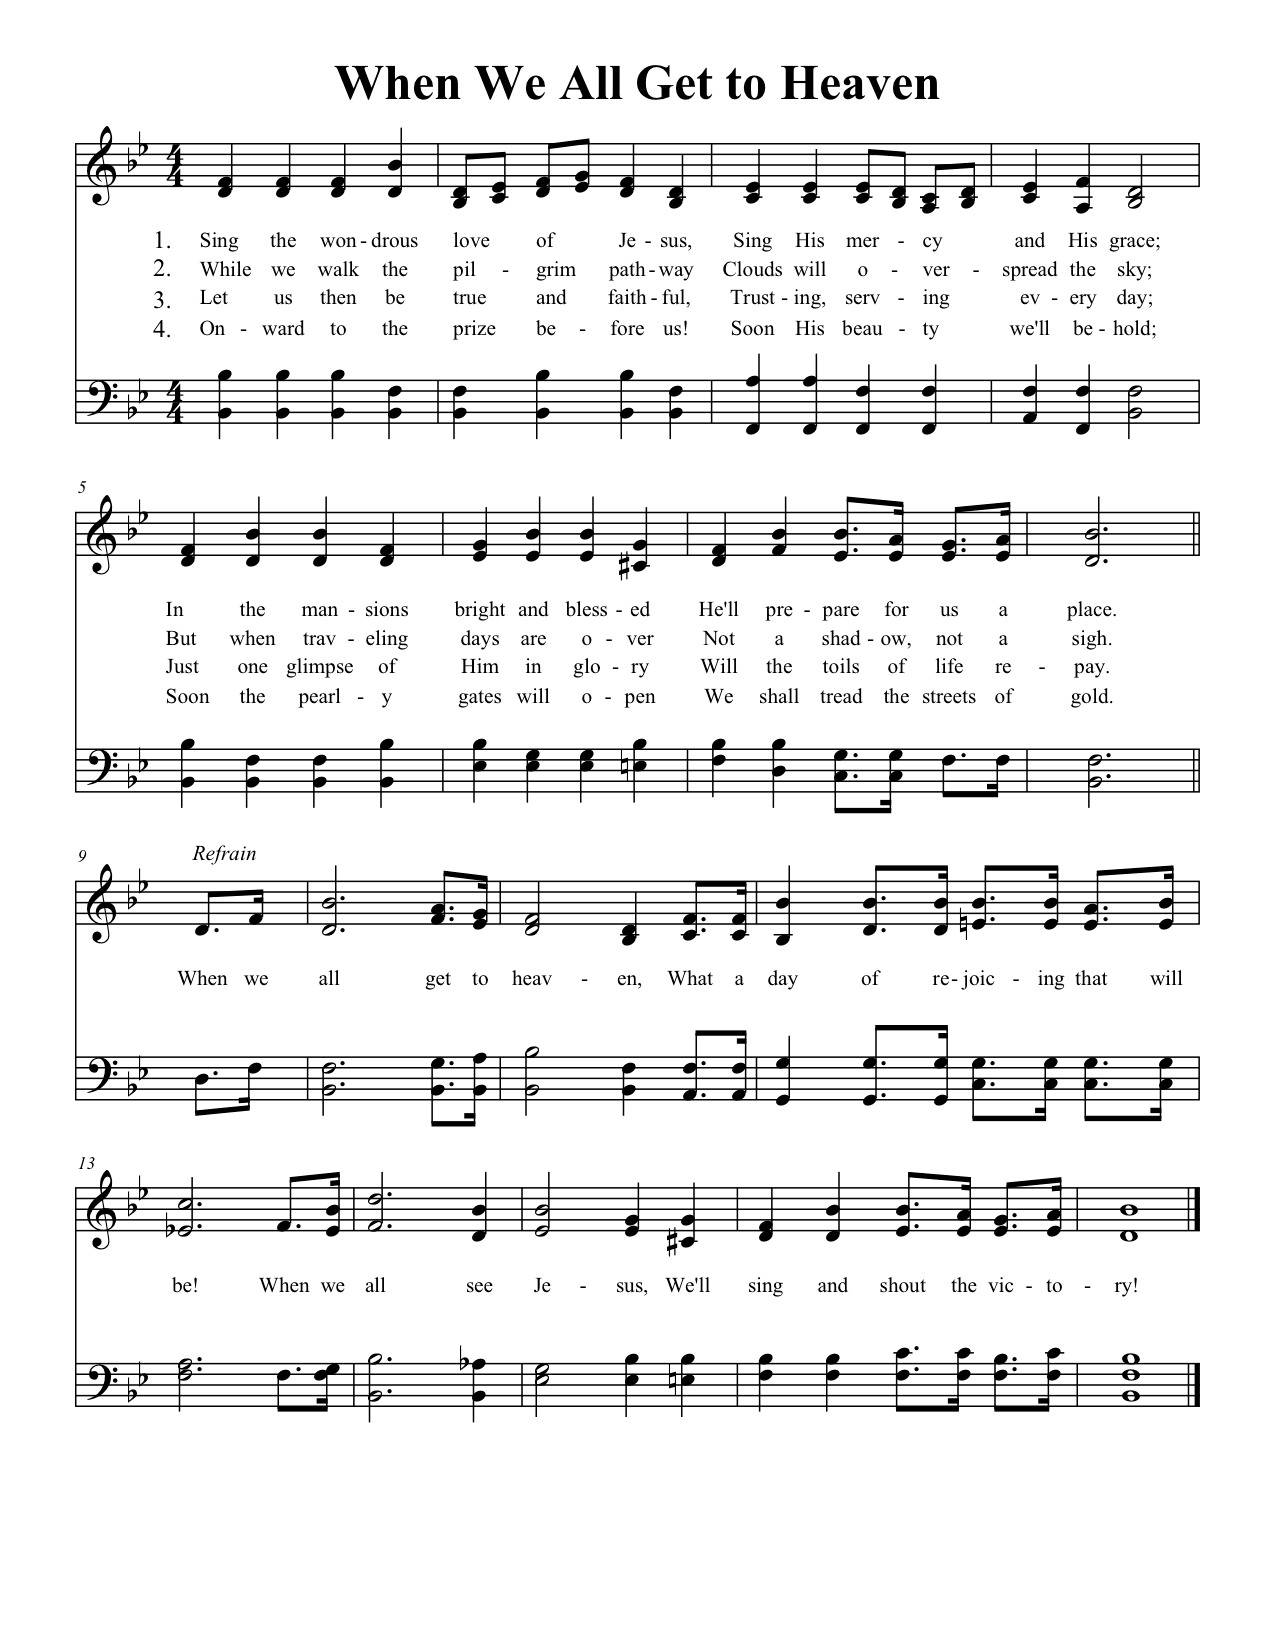 When We All Get to Heaven
4 4
1. Sing the won - drous love of Je - sus, Sing His mer - cy and His grace;
2. While we walk the pil - grim path - way Clouds will o - ver - spread the sky;
3. Let us then be true and faith - ful, Trust - ing, serv - ing ev - ery day;
4. On - ward to the prize be - fore us! Soon His beau - ty we'll be - hold;
4 4
5
In the man - sions bright and bless - ed He'll pre - pare for us a place.
But when trav - eling days are o - ver Not a shad - ow, not a sigh.
Just one glimpse of Him in glo - ry Will the toils of life re - pay.
Soon the pearl - y gates will o - pen We shall tread the streets of gold.
9 Refrain
When we all get to heav - en, What a day of re - joic - ing that will
13
be! When we all see Je - sus, We'll sing and shout the vic - to - ry!